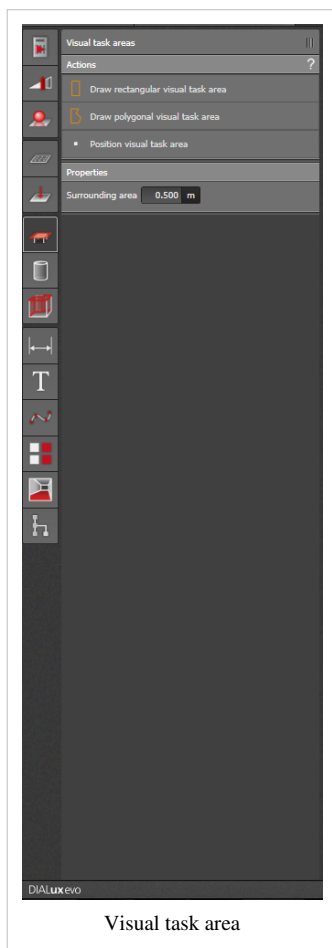 Visual task areas
Actions
?
Draw rectangular visual task area
Draw polygonal visual task area
Position visual task area
Properties
Surrounding area 0.500 m
T
DIALux evo
Visual task area